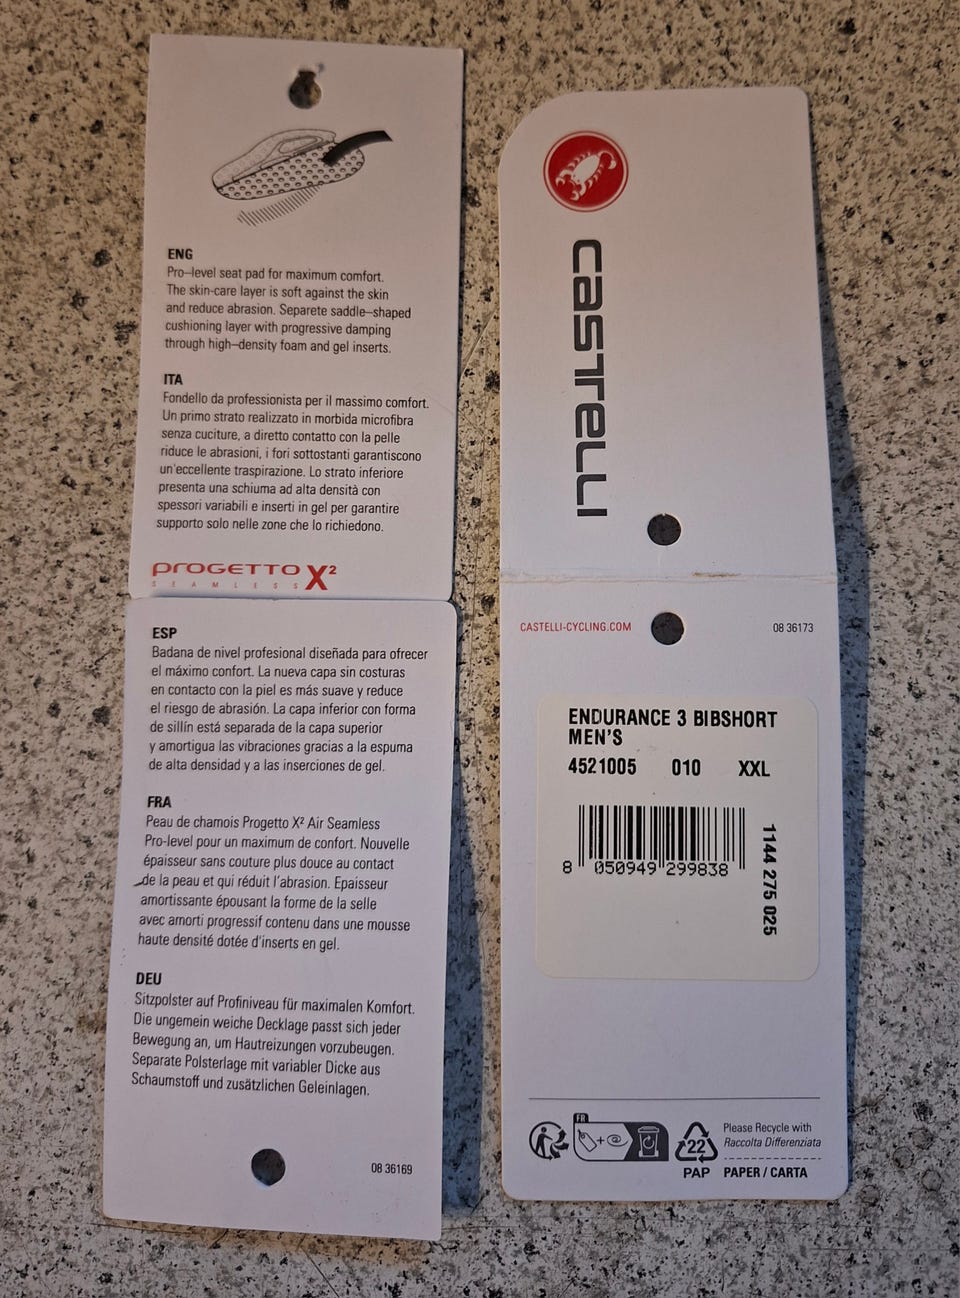 ENG
Pro–level seat pad for maximum comfort.
The skin-care layer is soft against the skin
and reduce abrasion. Separete saddle–shaped
cushioning layer with progressive damping
through high–density foam and gel inserts.
ITA
Fondello da professionista per il massimo comfort.
Un primo strato realizzato in morbida microfibra
senza cuciture, a diretto contatto con la pelle
riduce le abrasioni, i fori sottostanti garantiscono
un'eccellente traspirazione. Lo strato inferiore
presenta una schiuma ad alta densità con
spessori variabili e inserti in gel per garantire
supporto solo nelle zone che lo richiedono.
PROGETTO X²
SEAMLESS
ESP
Badana de nivel profesional diseñada para ofrecer
el máximo confort. La nueva capa sin costuras
en contacto con la piel es más suave y reduce
el riesgo de abrasión. La capa inferior con forma
de sillín está separada de la capa superior
y amortigua las vibraciones gracias a la espuma
de alta densidad y a las inserciones de gel.
FRA
Peau de chamois Progetto X² Air Seamless
Pro-level pour un maximum de confort. Nouvelle
épaisseur sans couture plus douce au contact
de la peau et qui réduit l'abrasion. Epaisseur
amortissante épousant la forme de la selle
avec amorti progressif contenu dans une mousse
haute densité dotée d'inserts en gel.
DEU
Sitzpolster auf Profiniveau für maximalen Komfort.
Die ungemein weiche Decklage passt sich jeder
Bewegung an, um Hautreizungen vorzubeugen.
Separate Polsterlage mit variabler Dicke aus
Schaumstoff und zusätzlichen Geleinlagen.
08 36169
castelli
CASTELLI-CYCLING.COM
08 36173
ENDURANCE 3 BIBSHORT
MEN'S
4521005 010 XXL
8 050949 299838
1144 275 025
FR
22
PAP
Please Recycle with
Raccolta Differenziata
PAPER / CARTA